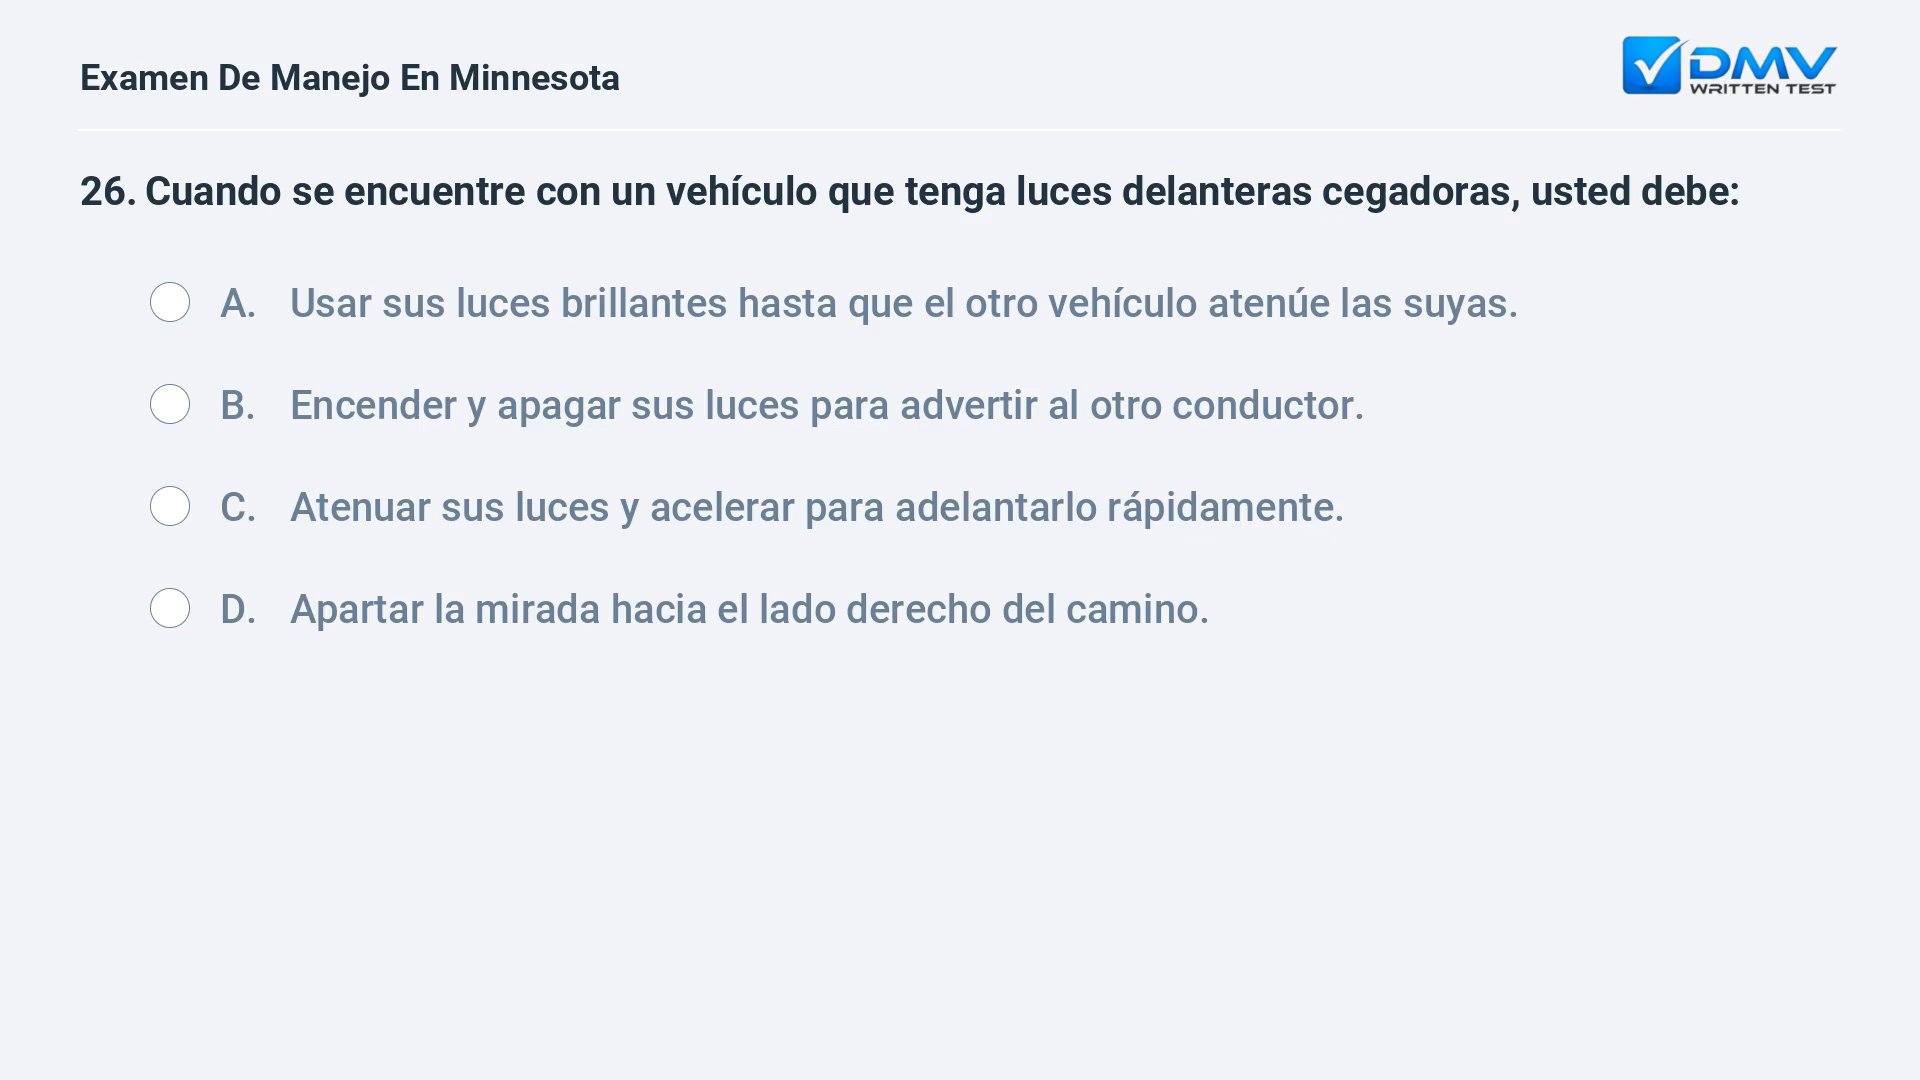 Examen De Manejo En Minnesota
DMV
WRITTEN TEST
26. Cuando se encuentre con un vehículo que tenga luces delanteras cegadoras, usted debe:
A. Usar sus luces brillantes hasta que el otro vehículo atenúe las suyas.
B. Encender y apagar sus luces para advertir al otro conductor.
C. Atenuar sus luces y acelerar para adelantarlo rápidamente.
D. Apartar la mirada hacia el lado derecho del camino.